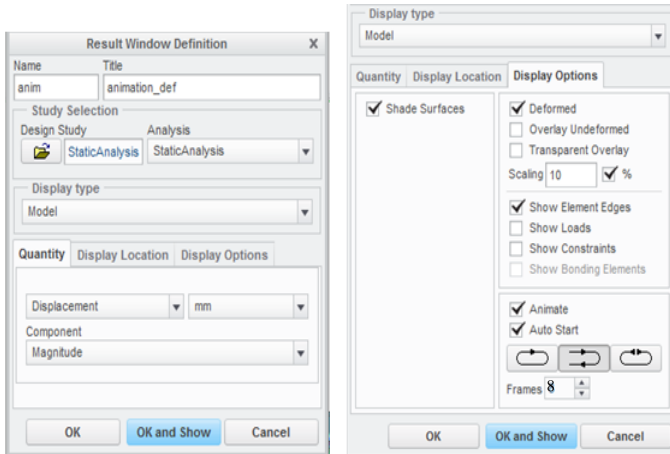 Result Window Definition X
Name Title
anim animation_def
Study Selection
Design Study Analysis
StaticAnalysis StaticAnalysis
Display type
Model
Quantity Display Location Display Options
Displacement mm
Component
Magnitude
OK OK and Show Cancel
Display type
Model
Quantity Display Location Display Options
Shade Surfaces
Deformed
Overlay Undeformed
Transparent Overlay
Scaling 10 %
Show Element Edges
Show Loads
Show Constraints
Show Bonding Elements
Animate
Auto Start
Frames 8
OK OK and Show Cancel